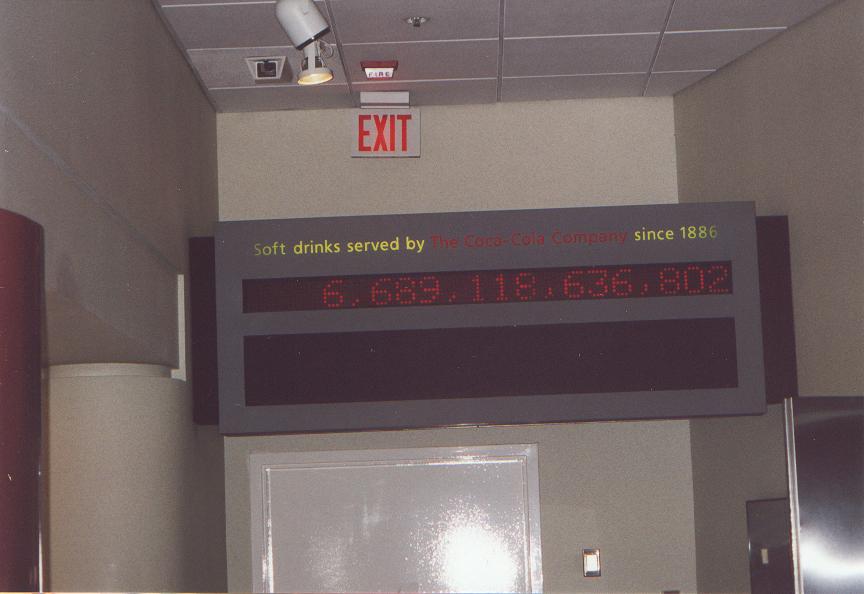 FIRE
EXIT
Soft drinks served by The Coca-Cola Company since 1886
6,689,118,636,802